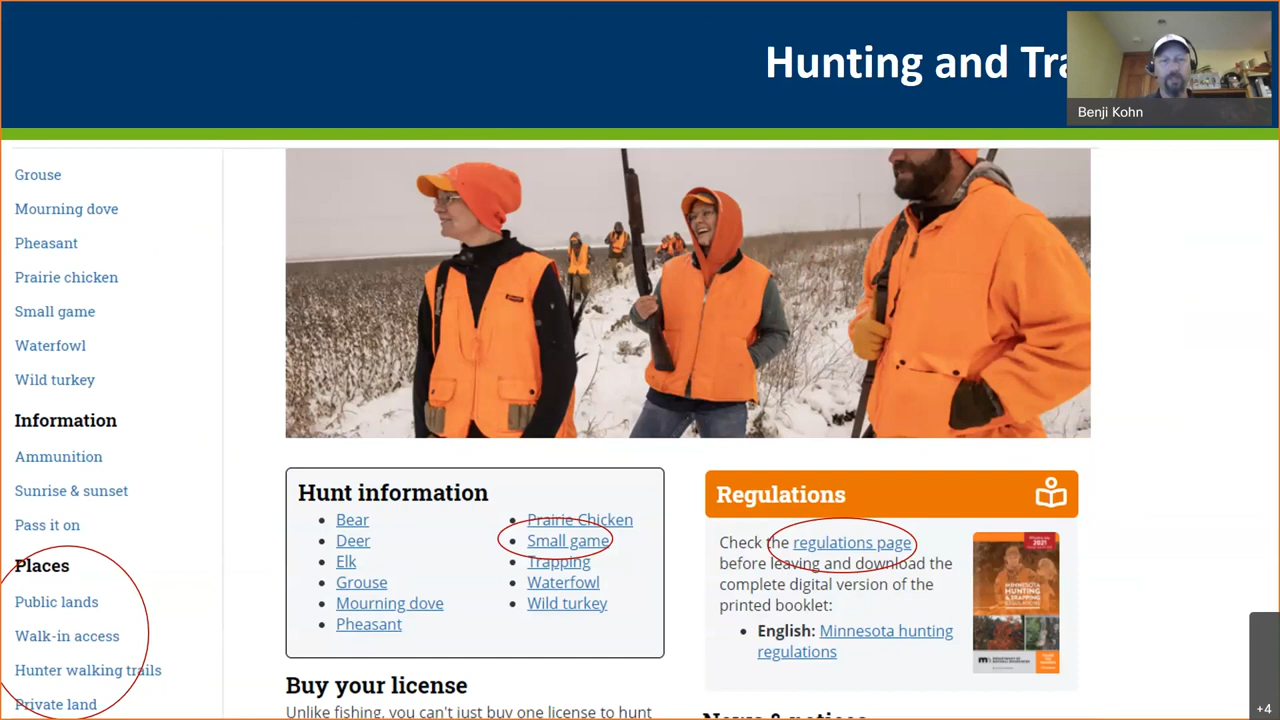 Hunting and Tra
Benji Kohn
Grouse
Mourning dove
Pheasant
Prairie chicken
Small game
Waterfowl
Wild turkey
Information
Ammunition
Sunrise & sunset
Pass it on
Places
Public lands
Walk-in access
Hunter walking trails
Private land
Hunt information
Bear
Deer
Elk
Grouse
Mourning dove
Pheasant
Prairie Chicken
Small game
Trapping
Waterfowl
Wild turkey
Buy your license
Unlike fishing, you can't just buy one license to hunt
Regulations
Check the regulations page
before leaving and download the
complete digital version of the
printed booklet:
English: Minnesota hunting
regulations
2021
MINNESOTA
HUNTING
& TRAPPING
REGULATIONS
News & notices
+4